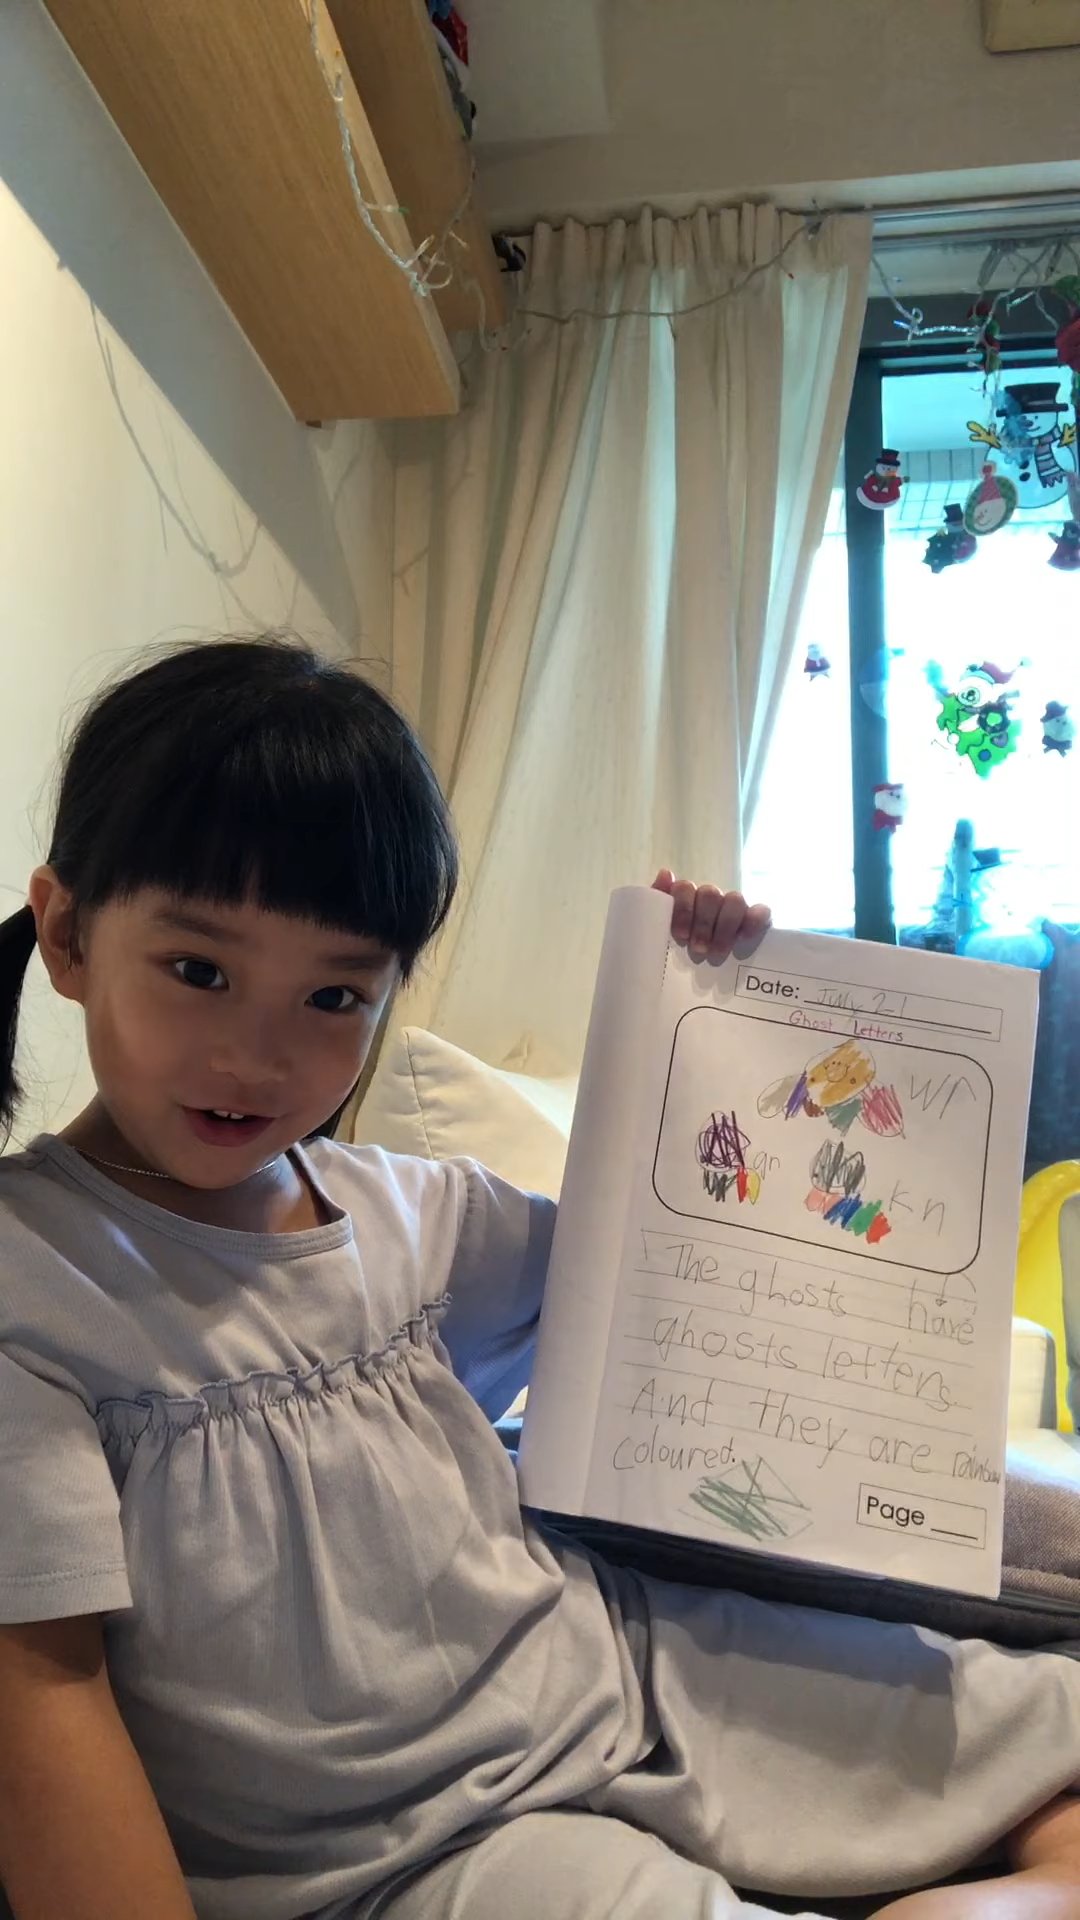 Date: July 21
Ghost Letters
wr
gn
kn
The ghosts have
ghosts letters.
And they are rainbow
coloured.
Page